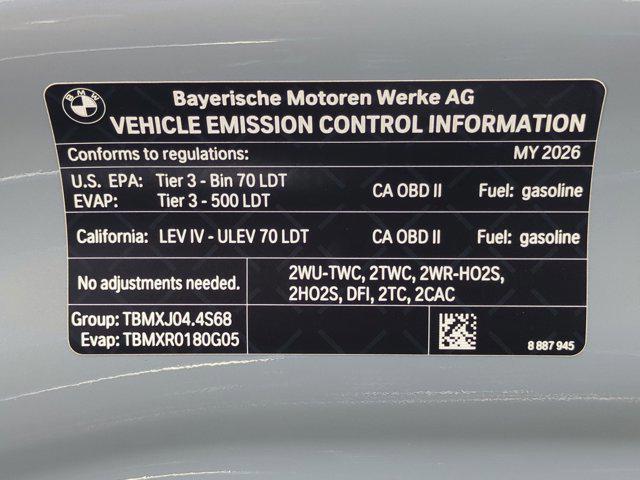 BMW
Bayerische Motoren Werke AG
VEHICLE EMISSION CONTROL INFORMATION
Conforms to regulations: MY 2026
U.S. EPA: Tier 3 - Bin 70 LDT CA OBD II Fuel: gasoline
EVAP: Tier 3 - 500 LDT
California: LEV IV - ULEV 70 LDT CA OBD II Fuel: gasoline
No adjustments needed.
2WU-TWC, 2TWC, 2WR-HO2S,
2HO2S, DFI, 2TC, 2CAC
Group: TBMXJ04.4S68
Evap: TBMXR0180G05
8 887 945